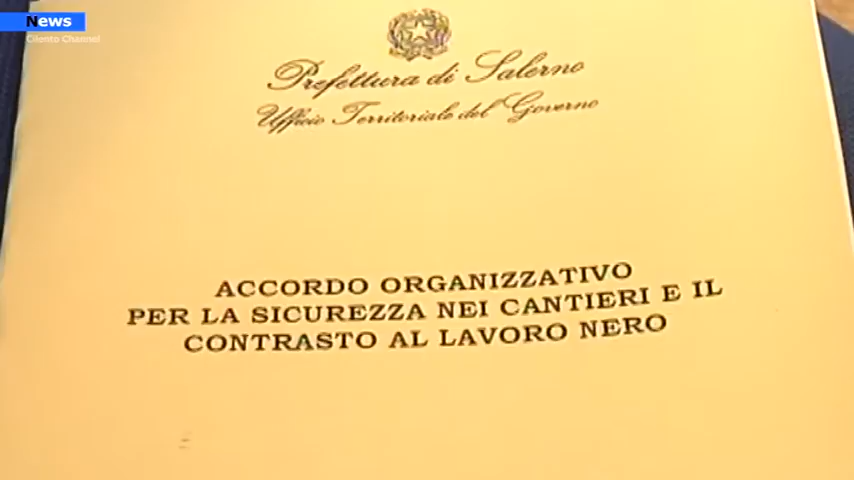 News
Cilento Channel
Prefettura di Salerno
Ufficio Territoriale del Governo
ACCORDO ORGANIZZATIVO
PER LA SICUREZZA NEI CANTIERI E IL
CONTRASTO AL LAVORO NERO